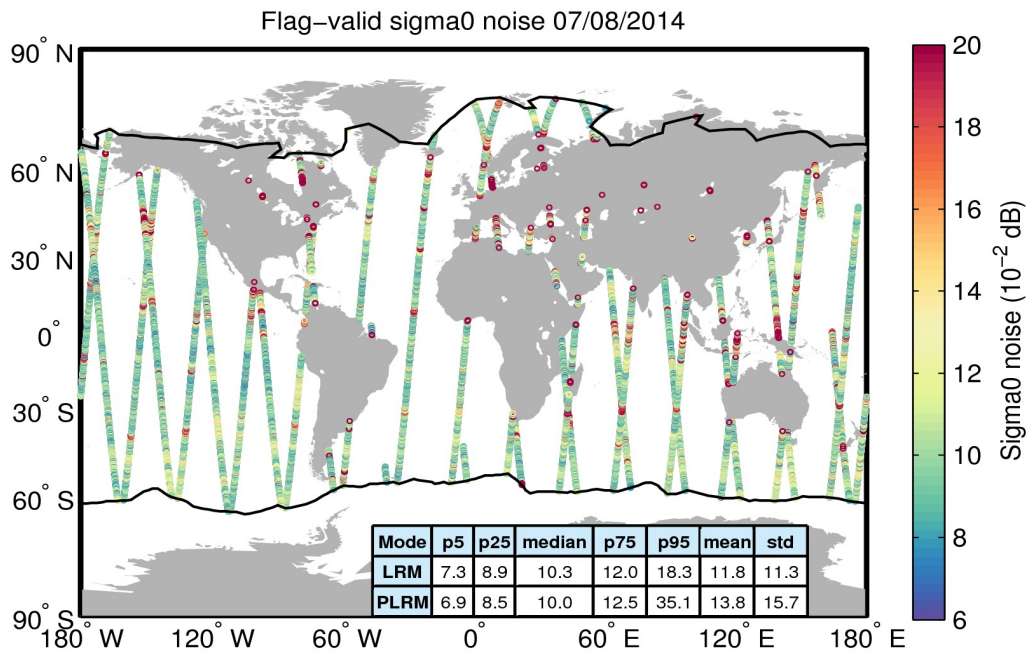 Flag−valid sigma0 noise 07/08/2014
90° N
60° N
30° N
0°
30° S
60° S
90° S
180° W
120° W
60° W
0°
60° E
120° E
180° E
Mode p5 p25 median p75 p95 mean std
LRM 7.3 8.9 10.3 12.0 18.3 11.8 11.3
PLRM 6.9 8.5 10.0 12.5 35.1 13.8 15.7
20
18
16
14
12
10
8
6
Sigma0 noise (10⁻² dB)